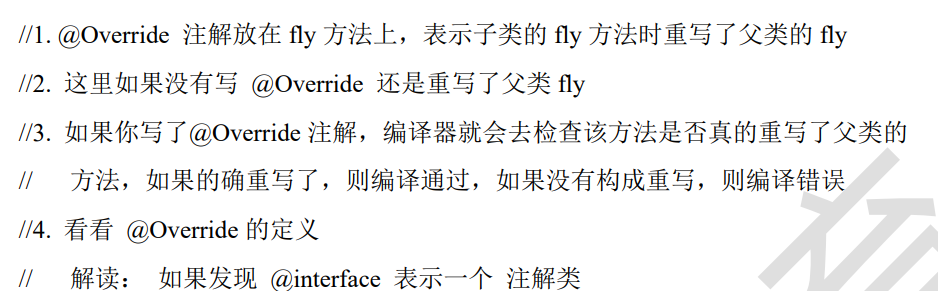 //1. @Override 注解放在 fly 方法上，表示子类的 fly 方法时重写了父类的 fly
//2. 这里如果没有写 @Override 还是重写了父类 fly
//3. 如果你写了@Override 注解，编译器就会去检查该方法是否真的重写了父类的
// 方法，如果的确重写了，则编译通过，如果没有构成重写，则编译错误
//4. 看看 @Override 的定义
// 解读： 如果发现 @interface 表示一个 注解类